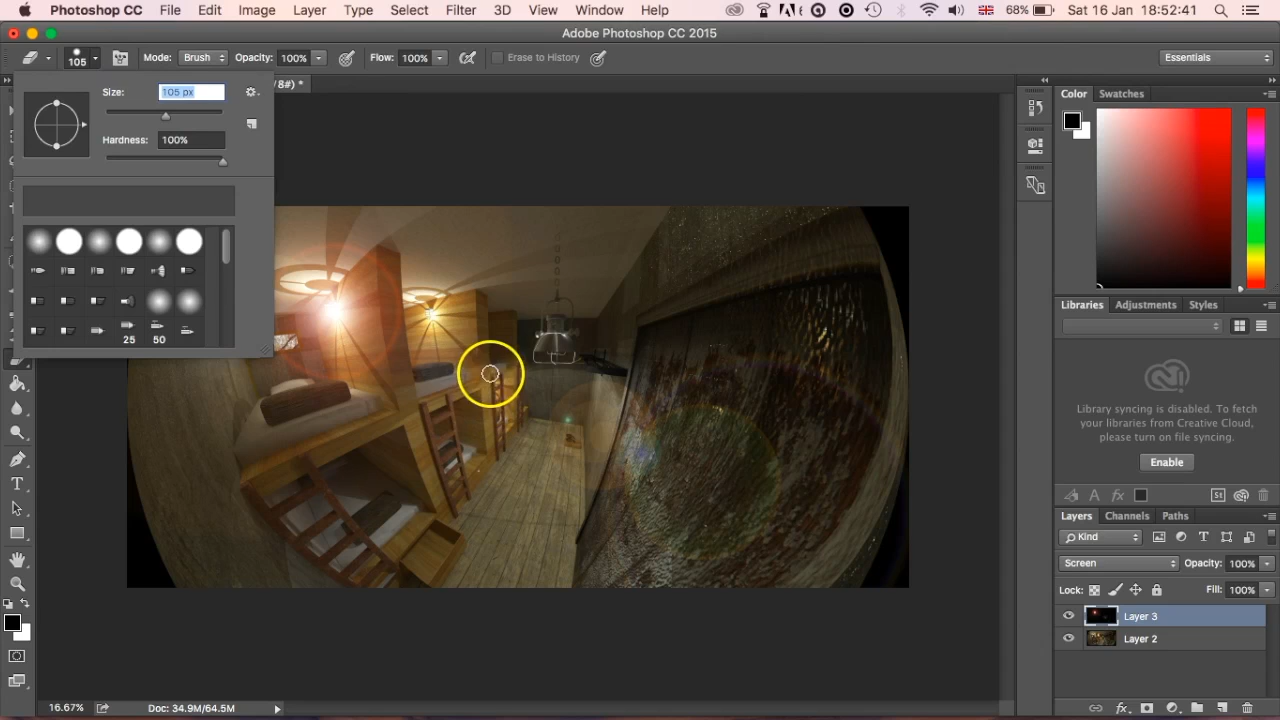 Photoshop CC File Edit Image Layer Type Select Filter 3D View Window Help 68% Sat 16 Jan 18:52:41
Adobe Photoshop CC 2015
105 Mode: Brush Opacity: 100% Flow: 100% Erase to History Essentials
/8#) *
Size: 105 px
Hardness: 100%
25 50
Color Swatches
Libraries Adjustments Styles
Library syncing is disabled. To fetch
your libraries from Creative Cloud,
please turn on file syncing.
Enable
fx St
Layers Channels Paths
Kind T
Screen Opacity: 100%
Lock: Fill: 100%
Layer 3
Layer 2
fx
16.67% Doc: 34.9M/64.5M